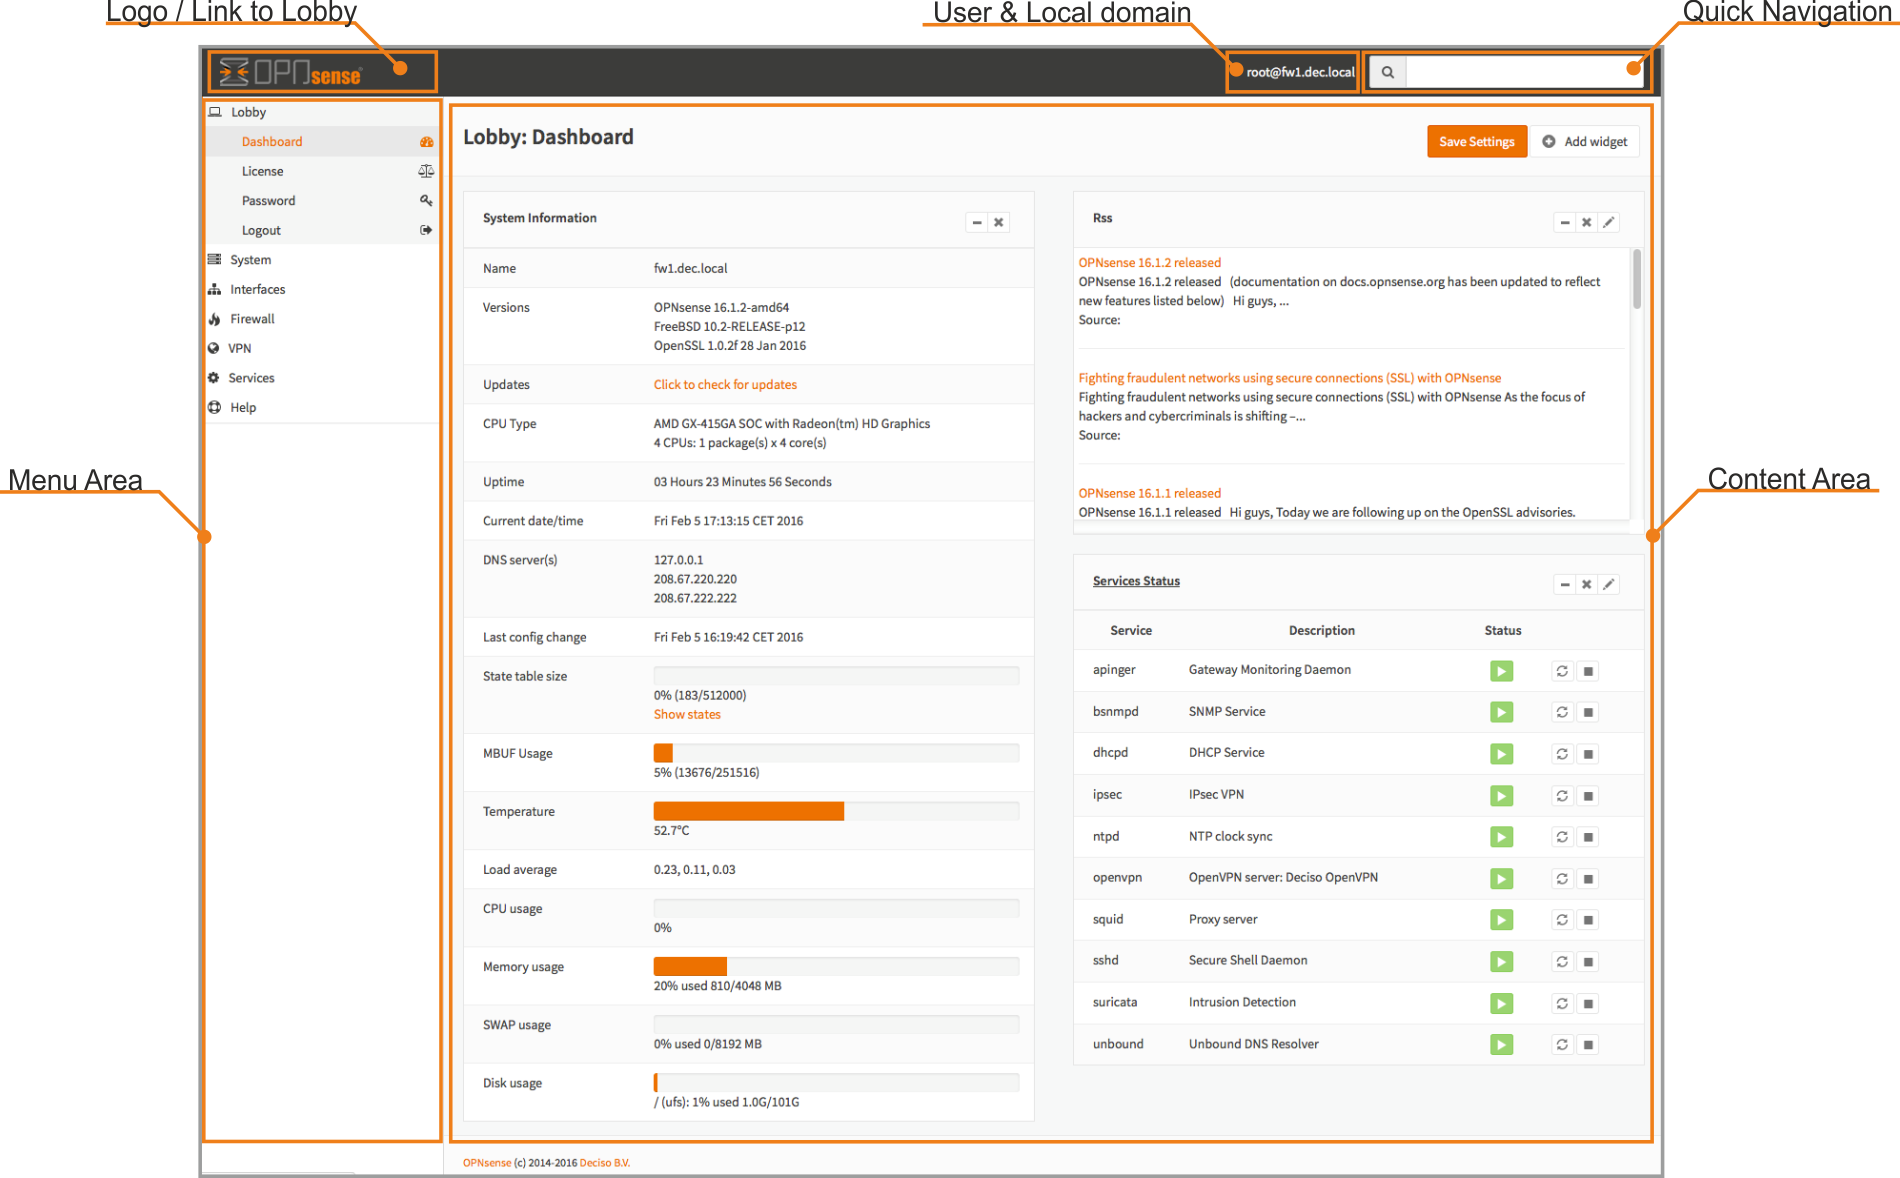 Logo / Link to Lobby
User & Local domain
Quick Navigation
OPNsense
root@fw1.dec.local
Lobby
Dashboard
License
Password
Logout
System
Interfaces
Firewall
VPN
Services
Help
Menu Area
Content Area
Lobby: Dashboard
Save Settings
Add widget
System Information
Name fw1.dec.local
Versions OPNsense 16.1.2-amd64
FreeBSD 10.2-RELEASE-p12
OpenSSL 1.0.2f 28 Jan 2016
Updates Click to check for updates
CPU Type AMD GX-415GA SOC with Radeon(tm) HD Graphics
4 CPUs: 1 package(s) x 4 core(s)
Uptime 03 Hours 23 Minutes 56 Seconds
Current date/time Fri Feb 5 17:13:15 CET 2016
DNS server(s) 127.0.0.1
208.67.220.220
208.67.222.222
Last config change Fri Feb 5 16:19:42 CET 2016
State table size
0% (183/512000)
Show states
MBUF Usage
5% (13676/251516)
Temperature
52.7°C
Load average 0.23, 0.11, 0.03
CPU usage
0%
Memory usage
20% used 810/4048 MB
SWAP usage
0% used 0/8192 MB
Disk usage
/ (ufs): 1% used 1.0G/101G
Rss
OPNsense 16.1.2 released
OPNsense 16.1.2 released (documentation on docs.opnsense.org has been updated to reflect
new features listed below) Hi guys, ...
Source:
Fighting fraudulent networks using secure connections (SSL) with OPNsense
Fighting fraudulent networks using secure connections (SSL) with OPNsense As the focus of
hackers and cybercriminals is shifting –...
Source:
OPNsense 16.1.1 released
OPNsense 16.1.1 released Hi guys, Today we are following up on the OpenSSL advisories.
Services Status
Service Description Status
apinger Gateway Monitoring Daemon
bsnmpd SNMP Service
dhcpd DHCP Service
ipsec IPsec VPN
ntpd NTP clock sync
openvpn OpenVPN server: Deciso OpenVPN
squid Proxy server
sshd Secure Shell Daemon
suricata Intrusion Detection
unbound Unbound DNS Resolver
OPNsense (c) 2014-2016 Deciso B.V.